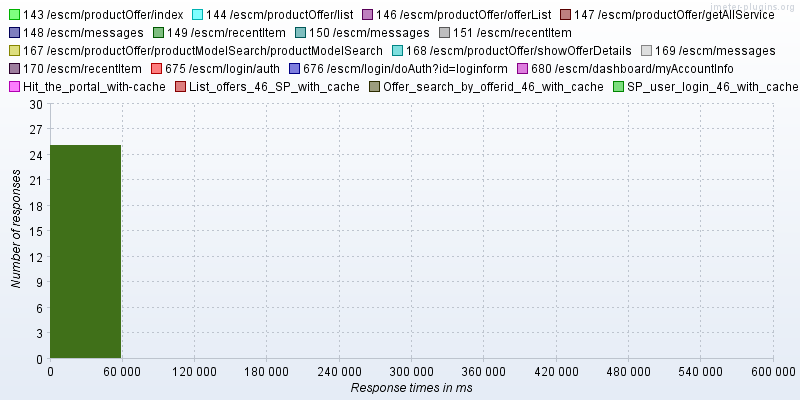 jmeter-plugins.org
143 /escm/productOffer/index 144 /escm/productOffer/list 146 /escm/productOffer/offerList 147 /escm/productOffer/getAllService
148 /escm/messages 149 /escm/recentItem 150 /escm/messages 151 /escm/recentItem
167 /escm/productOffer/productModelSearch/productModelSearch 168 /escm/productOffer/showOfferDetails 169 /escm/messages
170 /escm/recentItem 675 /escm/login/auth 676 /escm/login/doAuth?id=loginform 680 /escm/dashboard/myAccountInfo
Hit_the_portal_with-cache List_offers_46_SP_with_cache Offer_search_by_offerid_46_with_cache SP_user_login_46_with_cache
30
27
24
21
18
15
12
9
6
3
0
Number of responses
0 60 000 120 000 180 000 240 000 300 000 360 000 420 000 480 000 540 000 600 000
Response times in ms